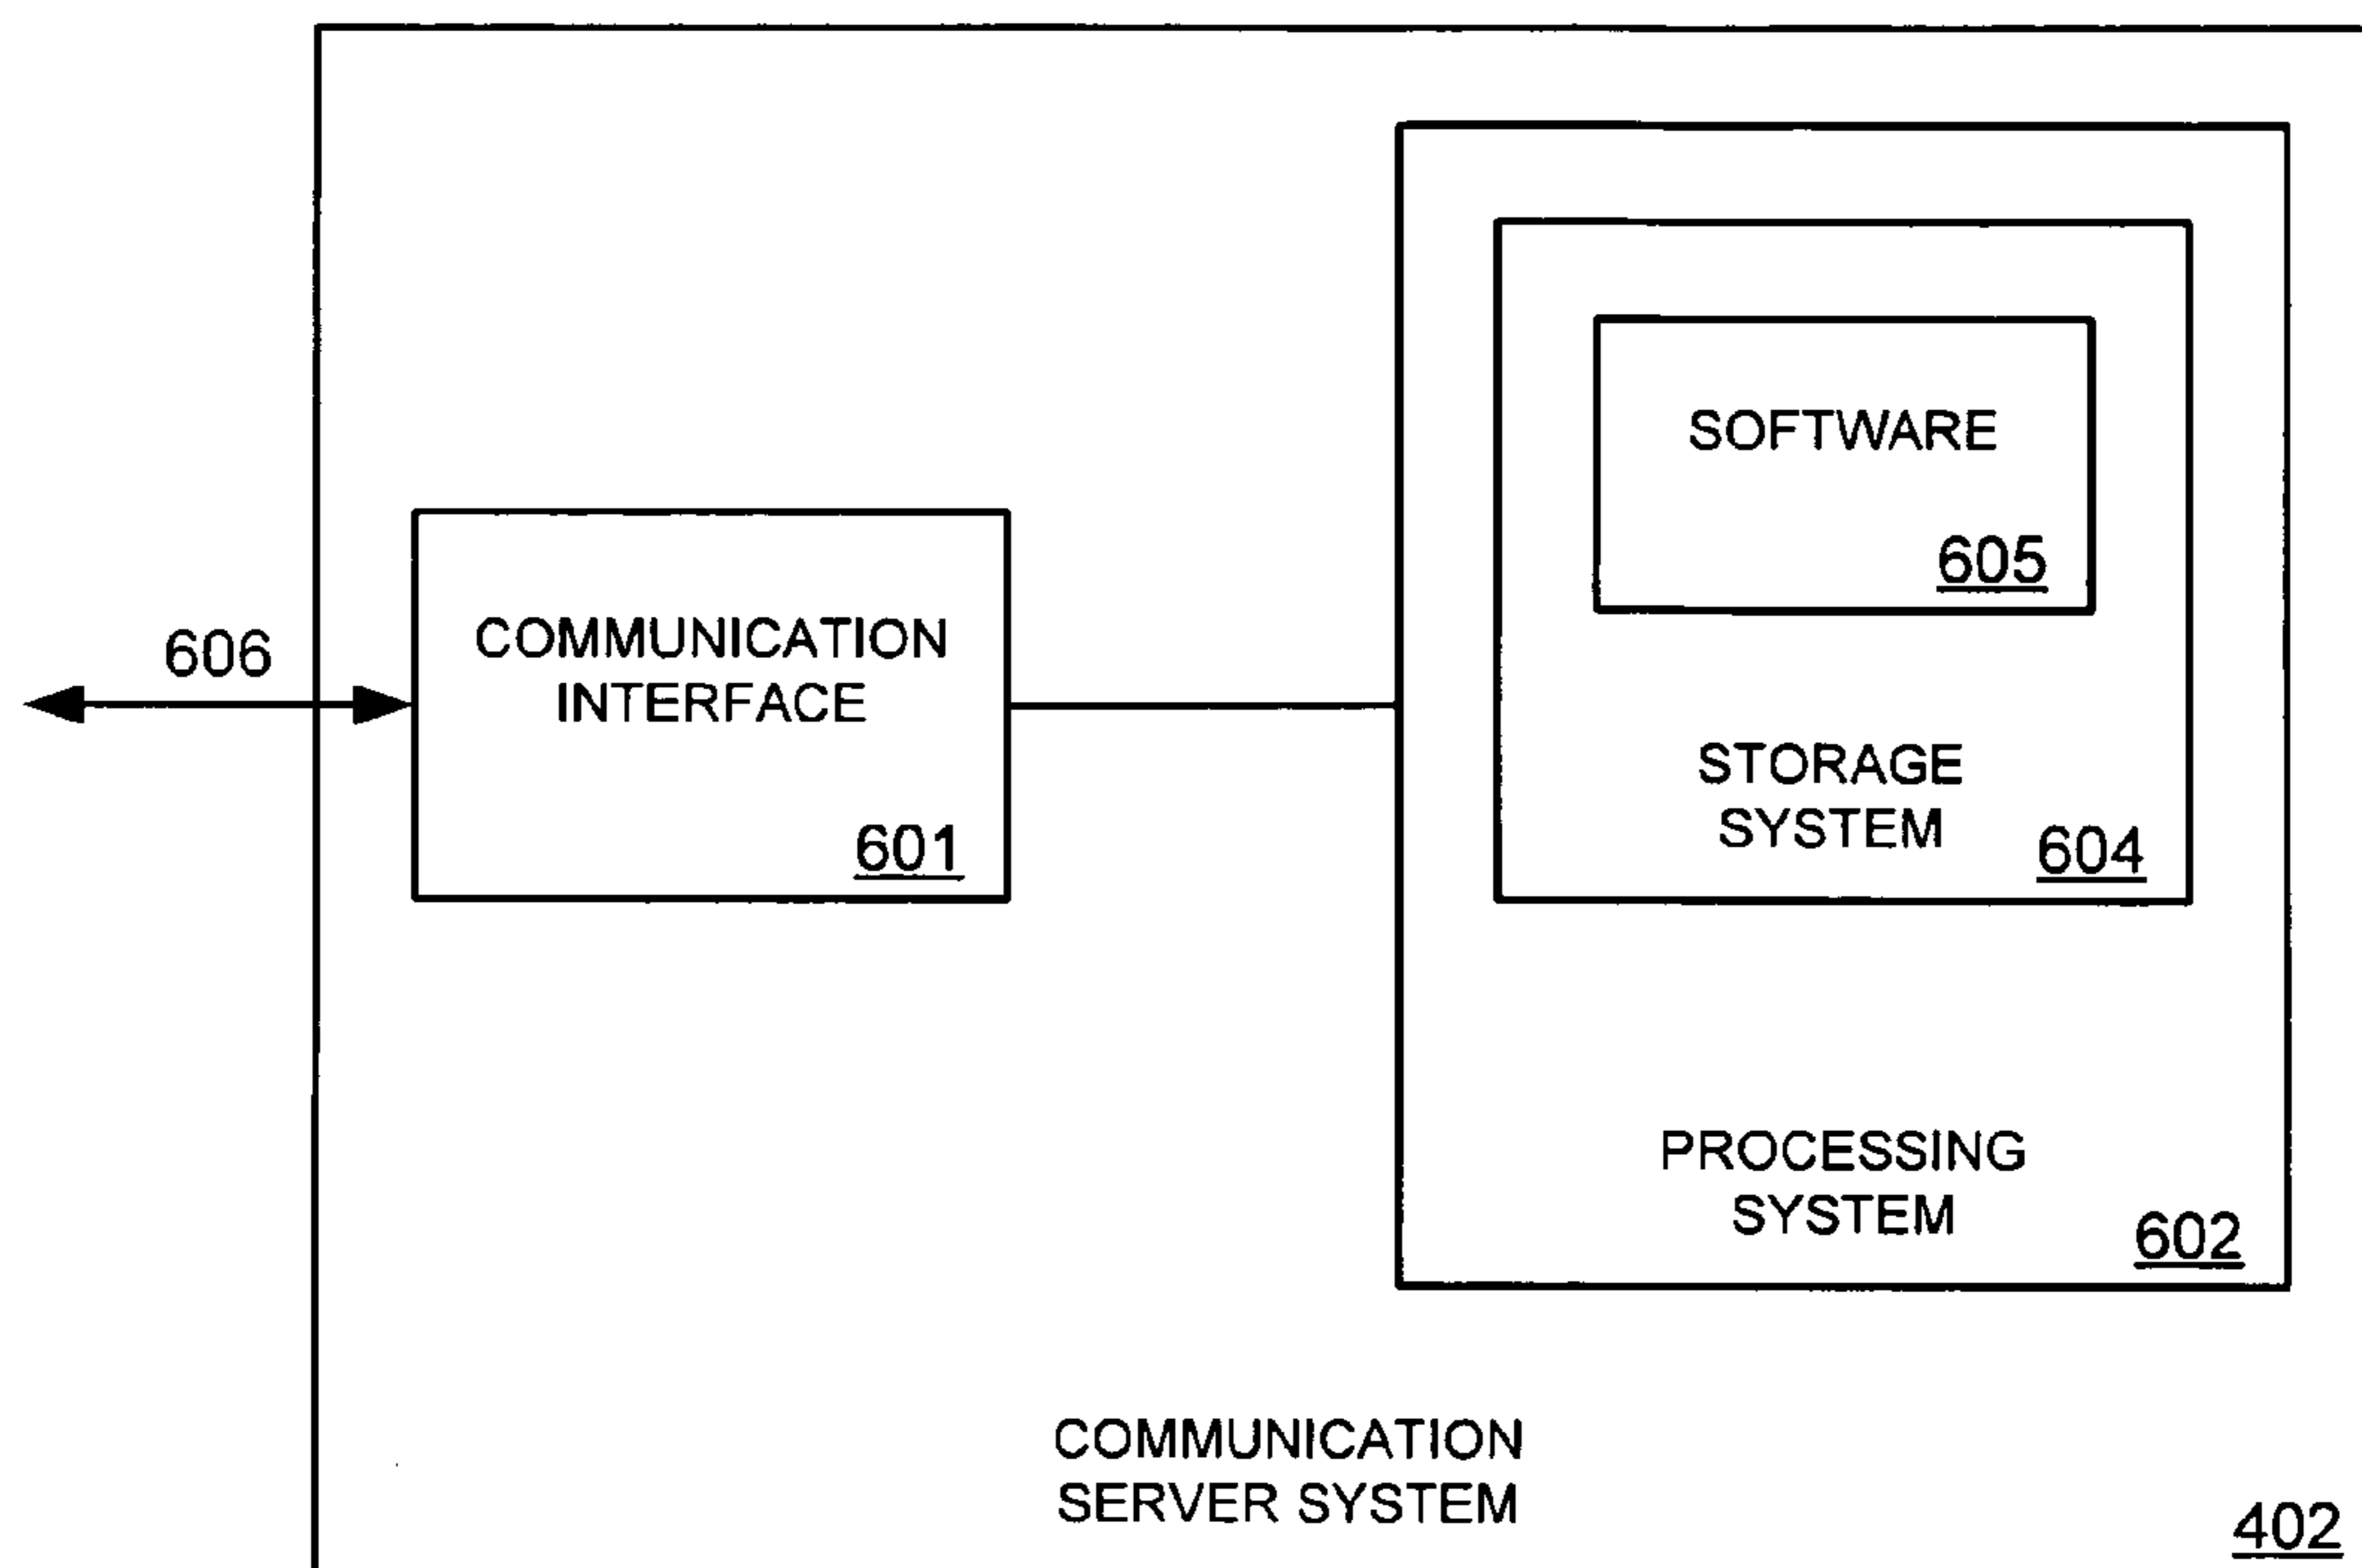 SOFTWARE
605
606
COMMUNICATION
INTERFACE
601
STORAGE
SYSTEM
604
PROCESSING
SYSTEM
602
COMMUNICATION
SERVER SYSTEM
402